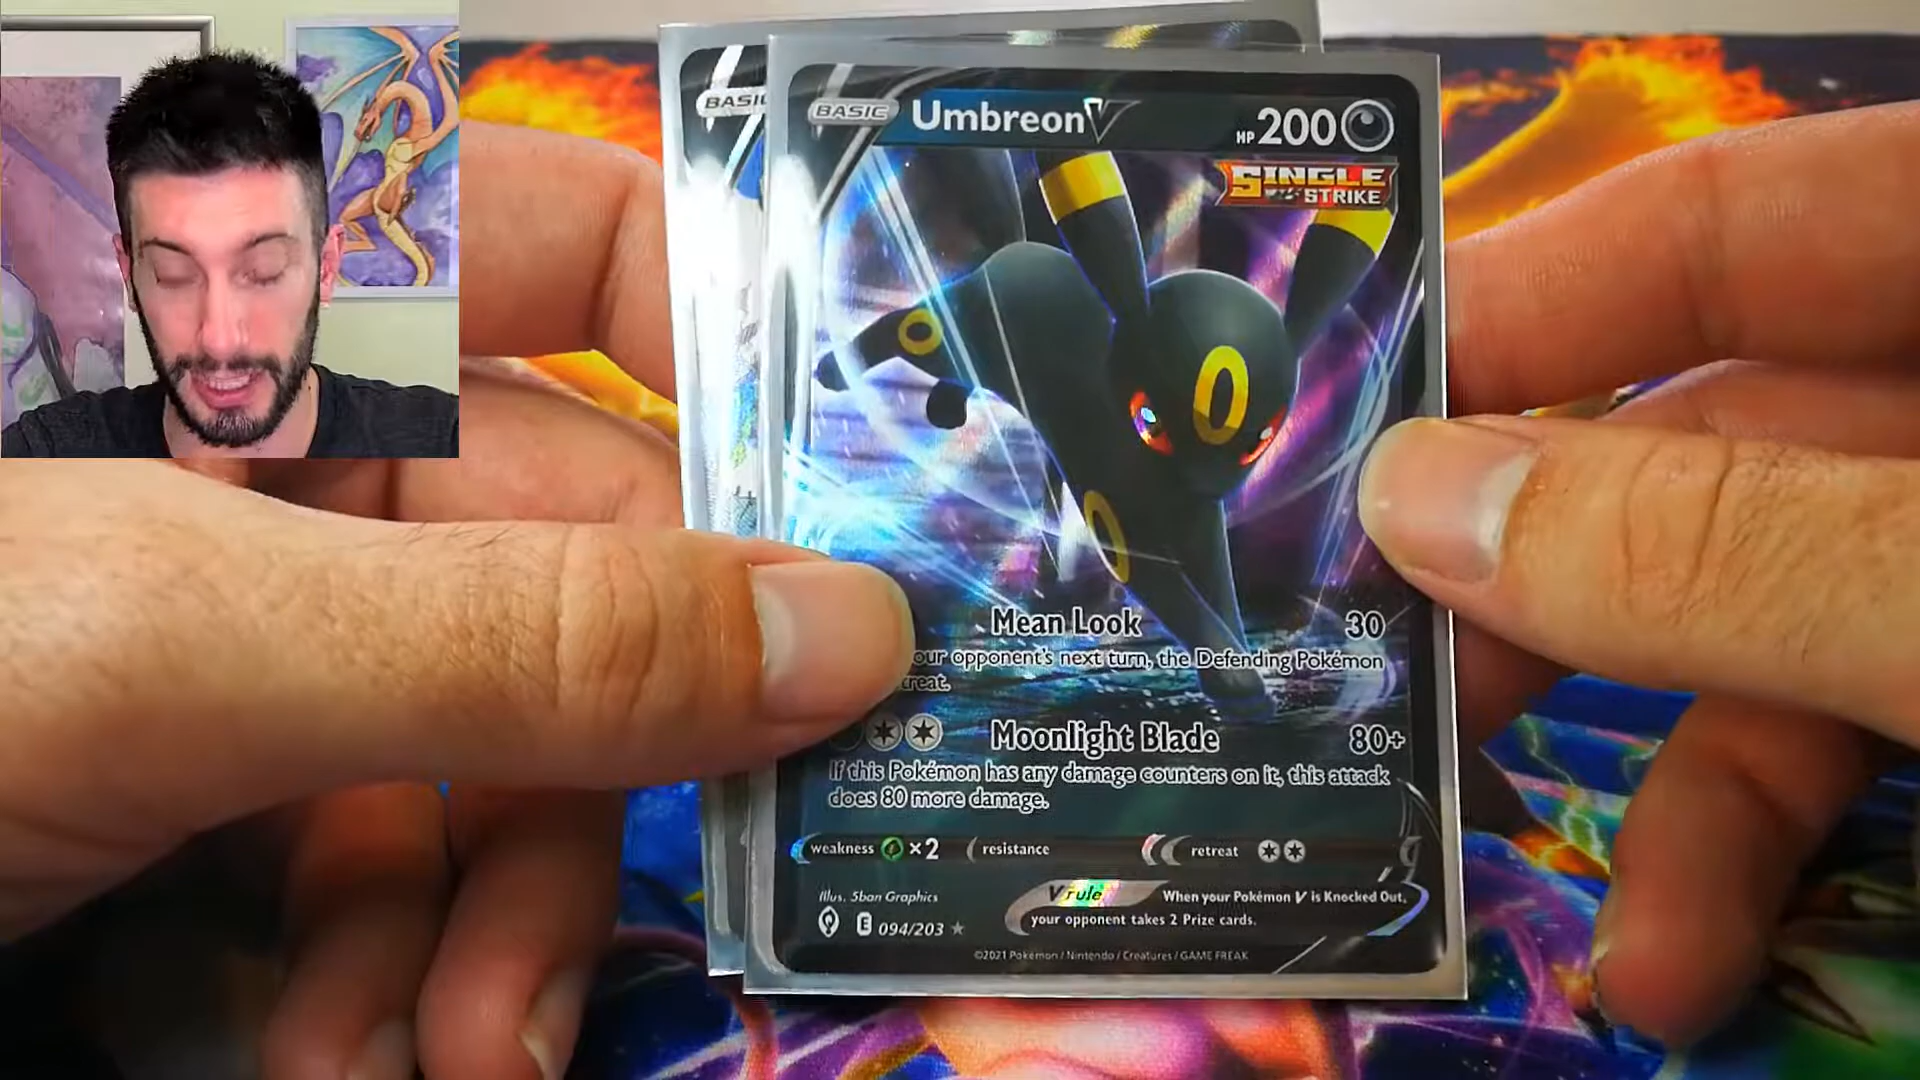 BASIC
BASIC UmbreonV HP 200
SINGLE
STRIKE
Mean Look 30
our opponent's next turn, the Defending Pokémon
treat.
Moonlight Blade 80+
If this Pokémon has any damage counters on it, this attack
does 80 more damage.
weakness ×2 resistance retreat
Illus. 5ban Graphics
V rule When your Pokémon V is Knocked Out,
your opponent takes 2 Prize cards.
E 094/203
©2021 Pokémon / Nintendo / Creatures / GAME FREAK